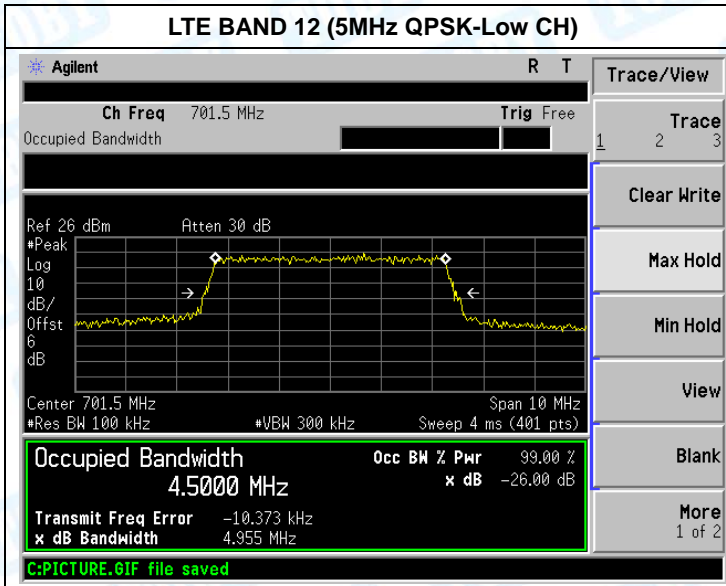 LTE BAND 12 (5MHz QPSK-Low CH)
Agilent R T
Trace/View
Ch Freq 701.5 MHz Trig Free
Occupied Bandwidth
Trace
1 2 3
Clear Write
Ref 26 dBm Atten 30 dB
#Peak
Log
10
dB/
Offst
6
dB
Max Hold
Min Hold
View
Center 701.5 MHz Span 10 MHz
#Res BW 100 kHz #VBW 300 kHz Sweep 4 ms (401 pts)
Occupied Bandwidth Occ BW % Pwr 99.00 %
4.5000 MHz x dB -26.00 dB
Blank
Transmit Freq Error -10.373 kHz
x dB Bandwidth 4.955 MHz
More
1 of 2
C:PICTURE.GIF file saved